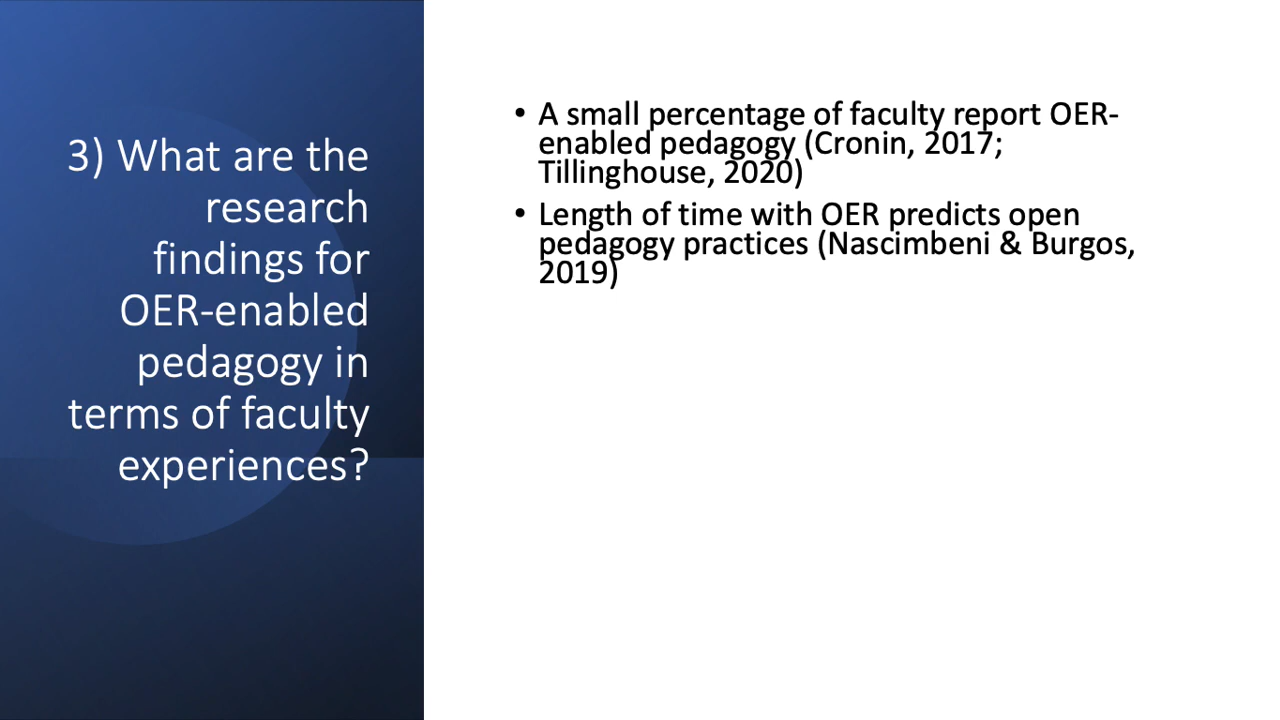 3) What are the
research
findings for
OER-enabled
pedagogy in
terms of faculty
experiences?
• A small percentage of faculty report OER-
enabled pedagogy (Cronin, 2017;
Tillinghouse, 2020)
• Length of time with OER predicts open
pedagogy practices (Nascimbeni & Burgos,
2019)